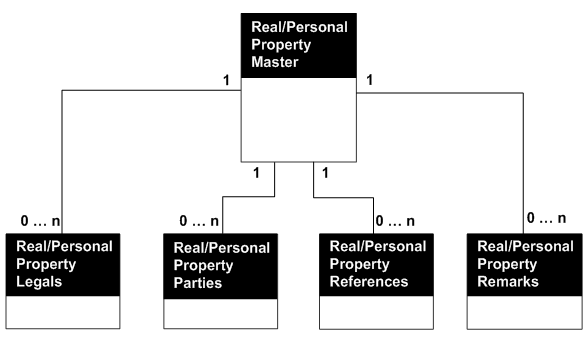 Real/Personal
Property
Master
1
1
1
1
0 ... n
0 ... n
0 ... n
0 ... n
Real/Personal
Property
Legals
Real/Personal
Property
Parties
Real/Personal
Property
References
Real/Personal
Property
Remarks